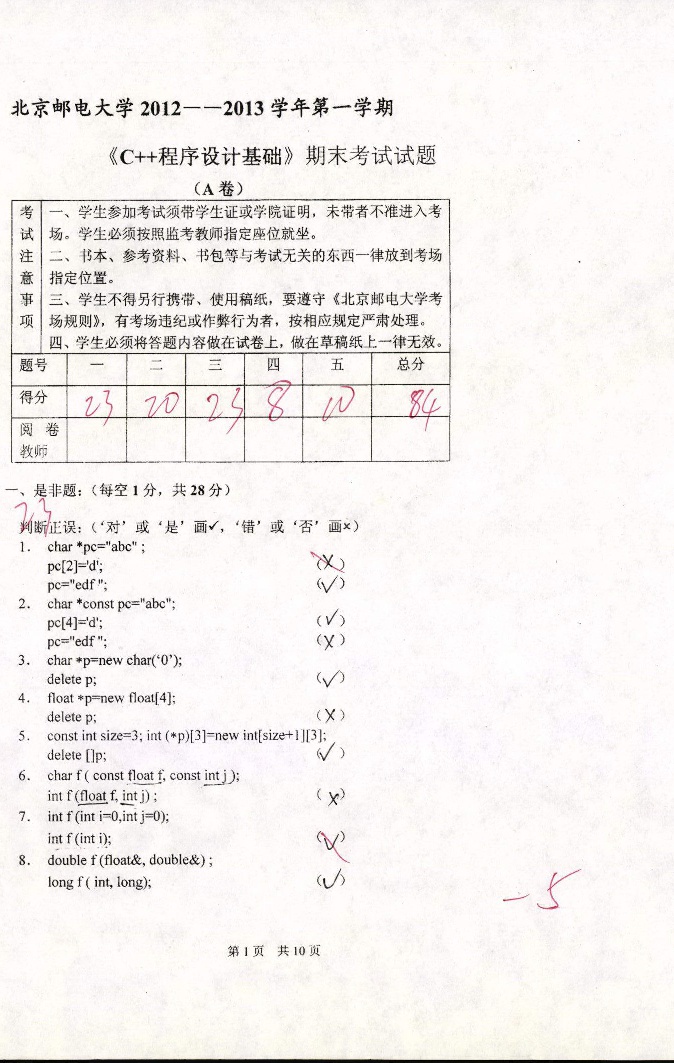 北京邮电大学 2012——2013 学年第一学期
《C++程序设计基础》期末考试试题
（A 卷）
考试注意事项
一、学生参加考试须带学生证或学院证明，未带者不准进入考
场。学生必须按照监考教师指定座位就坐。
二、书本、参考资料、书包等与考试无关的东西一律放到考场
指定位置。
三、学生不得另行携带、使用稿纸，要遵守《北京邮电大学考
场规则》，有考场违纪或作弊行为者，按相应规定严肃处理。
四、学生必须将答题内容做在试卷上，做在草稿纸上一律无效。
题号 一 二 三 四 五 总分
得分 23 20 23 8 10 84
阅 卷
教师
一、是非题：（每空 1 分，共 28 分）
23
判断正误：（‘对’或‘是’画✓，‘错’或‘否’画×）
1. char *pc="abc" ;
pc[2]='d'; (X)
pc="edf "; (✓)
2. char *const pc="abc";
pc[4]='d'; (✓)
pc="edf "; (X)
3. char *p=new char(‘0’);
delete p; (✓)
4. float *p=new float[4];
delete p; (X)
5. const int size=3; int (*p)[3]=new int[size+1][3];
delete []p; (✓)
6. char f ( const float f, const int j );
int f (float f, int j) ; (X)
7. int f (int i=0,int j=0);
int f (int i); (✓)
8. double f (float&, double&) ;
long f ( int, long); (✓)
-5
第 1 页 共 10 页